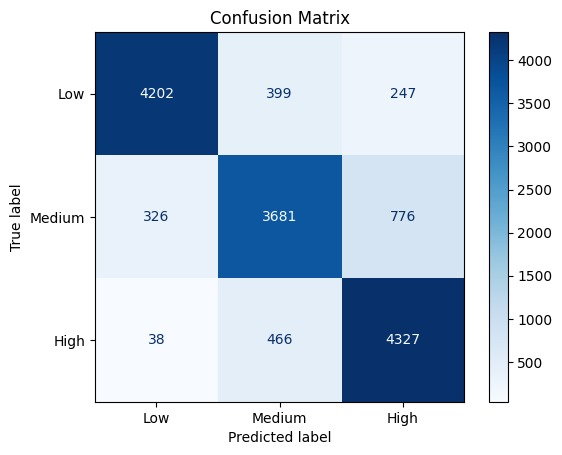 Confusion Matrix
Low 4202 399 247
Medium 326 3681 776
High 38 466 4327
Low Medium High
Predicted label
True label
4000
3500
3000
2500
2000
1500
1000
500